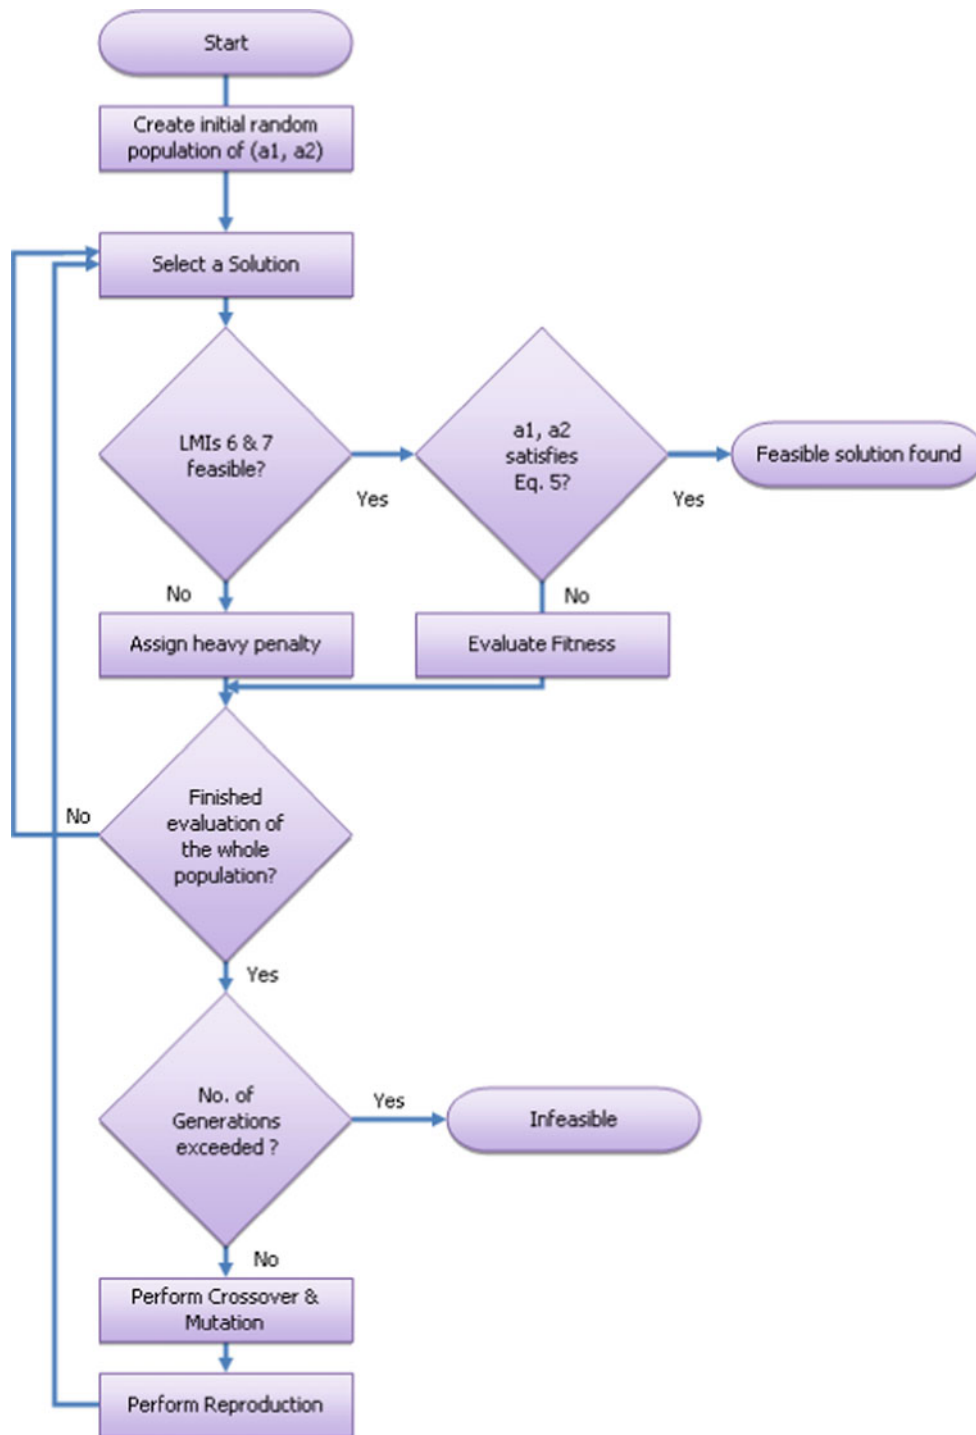 Start
Create initial random
population of (a1, a2)
Select a Solution
LMIs 6 & 7
feasible?
Yes
a1, a2
satisfies
Eq. 5?
Yes
Feasible solution found
No
No
Assign heavy penalty
Evaluate Fitness
Finished
evaluation of
the whole
population?
No
Yes
No. of
Generations
exceeded ?
Yes
Infeasible
No
Perform Crossover &
Mutation
Perform Reproduction